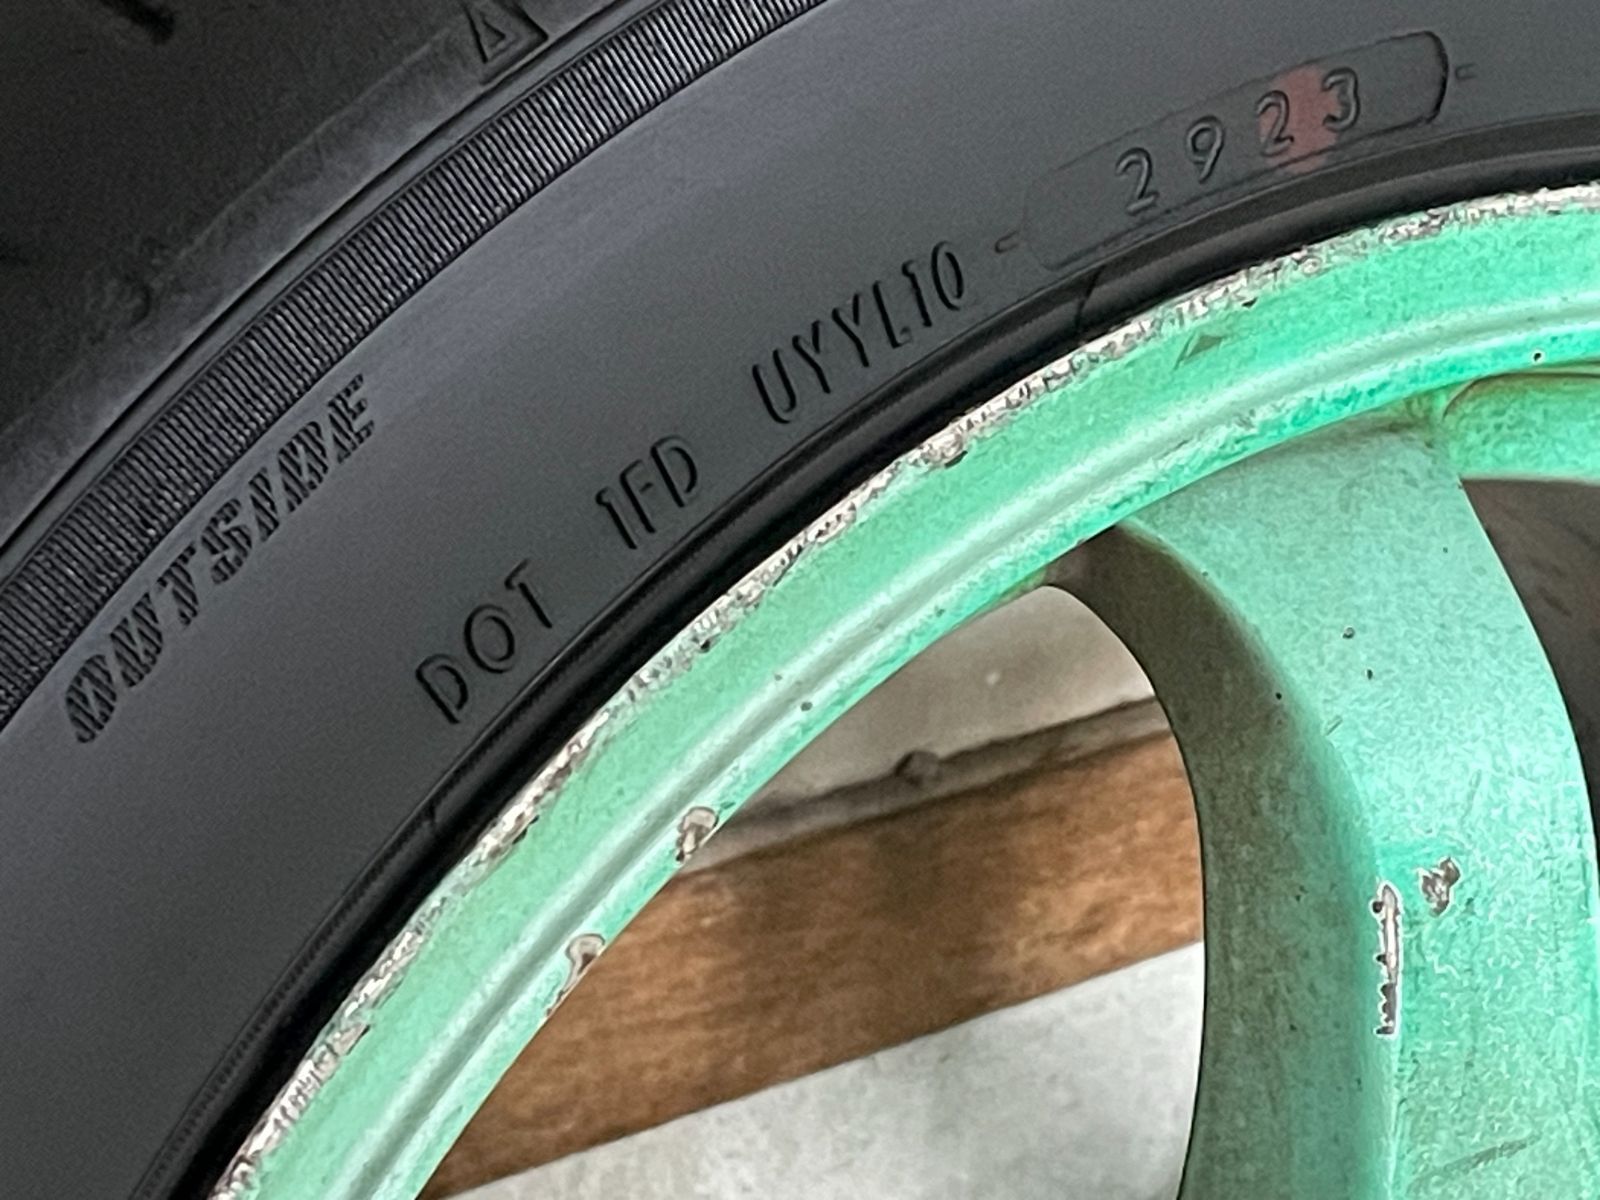 OUTSIDE
DOT 1FD UYYL10 - 2923 -